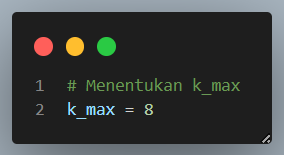 1 # Menentukan k_max
2 k_max = 8